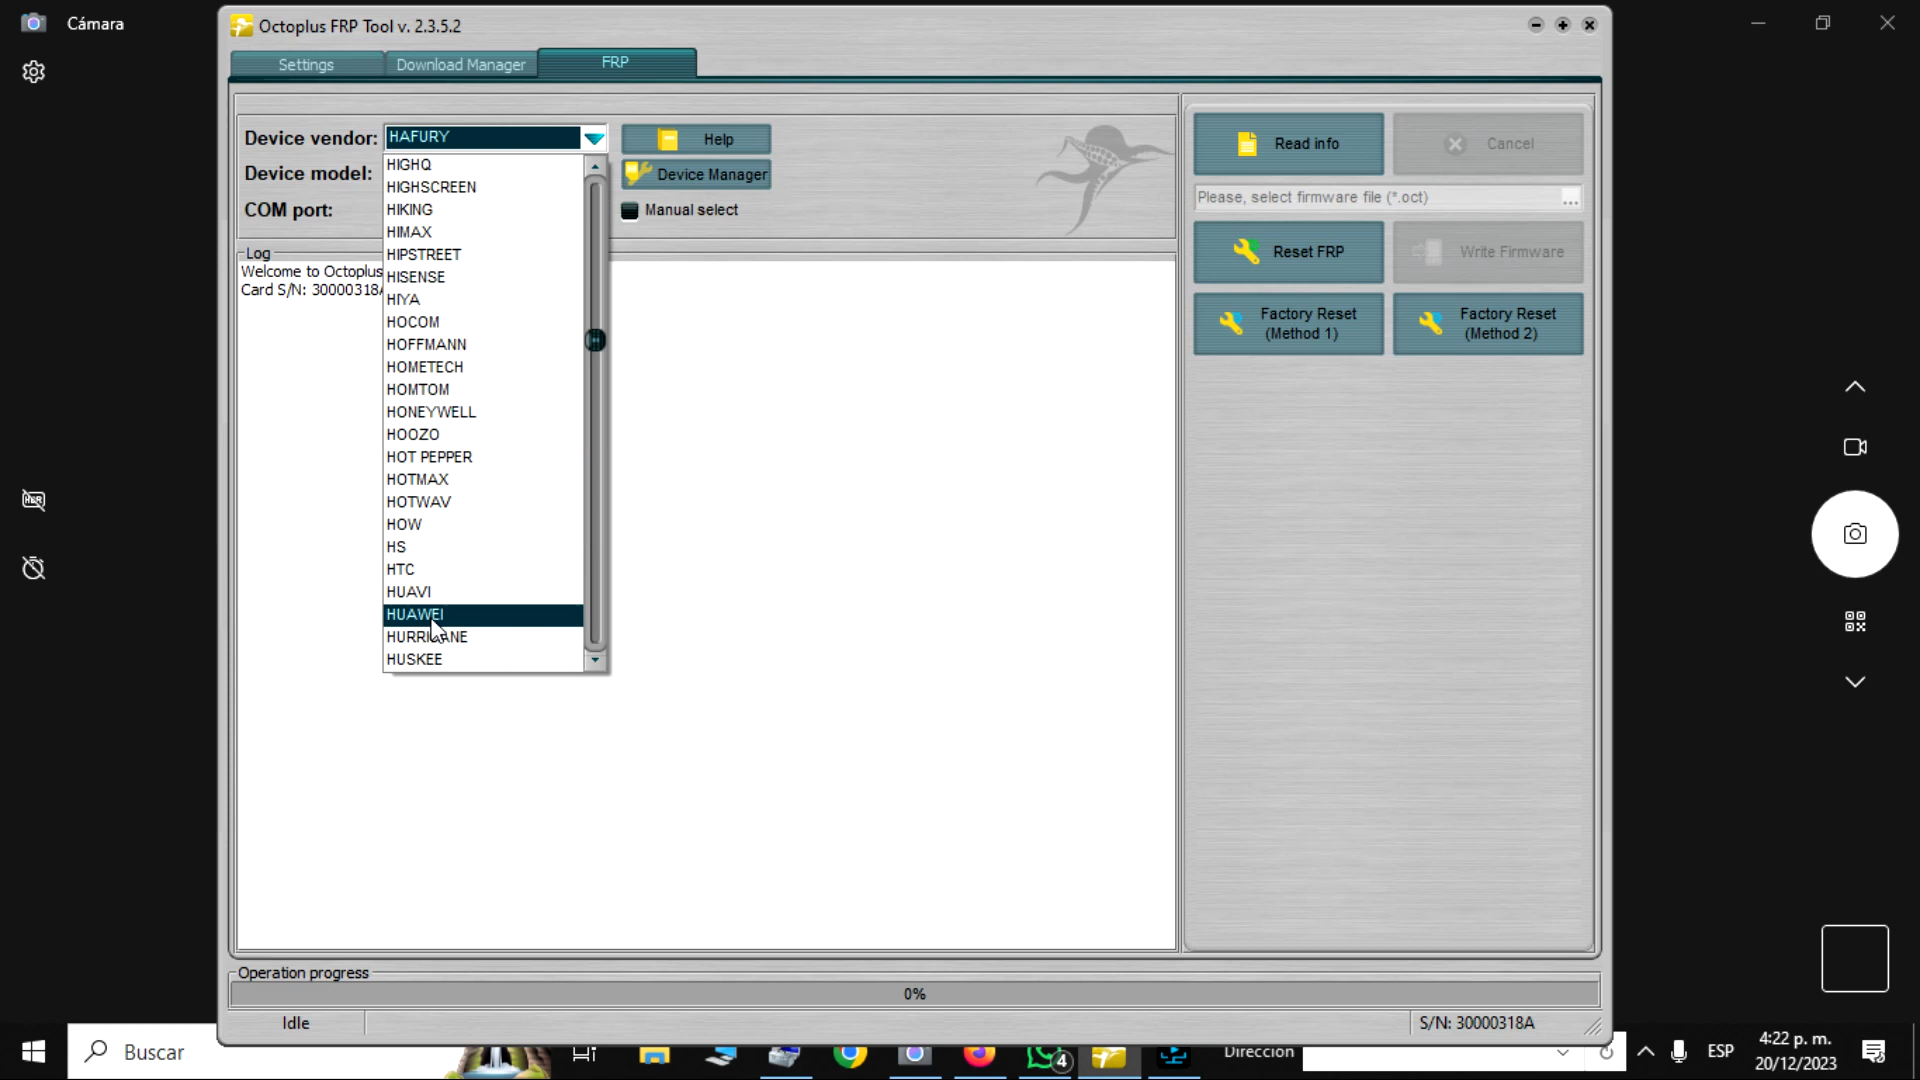 Cámara
Octoplus FRP Tool v. 2.3.5.2
Settings
Download Manager
FRP
Device vendor:
HAFURY
Help
Device model:
Device Manager
COM port:
Manual select
Log
Welcome to Octoplus
Card S/N: 30000318A
HIGHQ
HIGHSCREEN
HIKING
HIMAX
HIPSTREET
HISENSE
HIYA
HOCOM
HOFFMANN
HOMETECH
HOMTOM
HONEYWELL
HOOZO
HOT PEPPER
HOTMAX
HOTWAV
HOW
HS
HTC
HUAVI
HUAWEI
HURRICANE
HUSKEE
Read info
Cancel
Please, select firmware file (*.oct)
...
Reset FRP
Write Firmware
Factory Reset
(Method 1)
Factory Reset
(Method 2)
HDR
Operation progress
0%
Idle
S/N: 30000318A
Buscar
4
Dirección
ESP
4:22 p. m.
20/12/2023